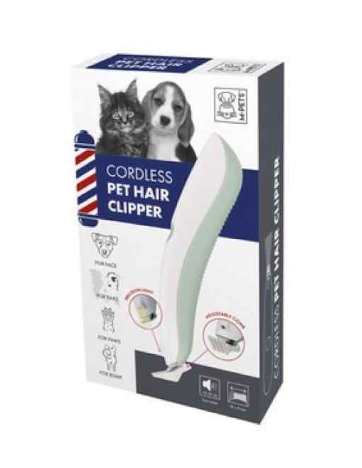 M-PETS
CORDLESS
PET HAIR
CLIPPER
FOR FACE
FOR EARS
FOR PAWS
FOR BUMP
ADJUSTABLE COMB
CORDLESS PET HAIR CLIPPER